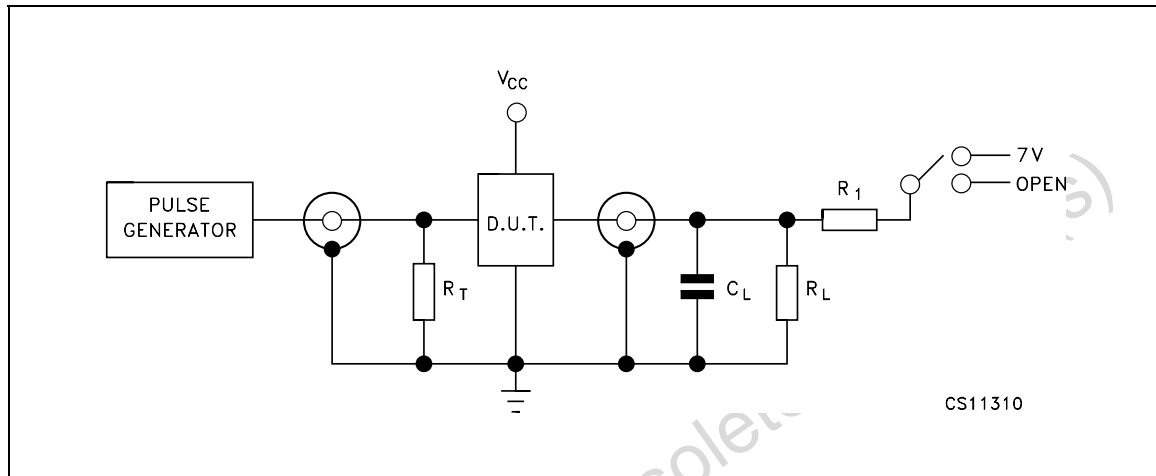 VCC
7V
OPEN
R1
PULSE
GENERATOR
D.U.T.
RT
CL
RL
CS11310